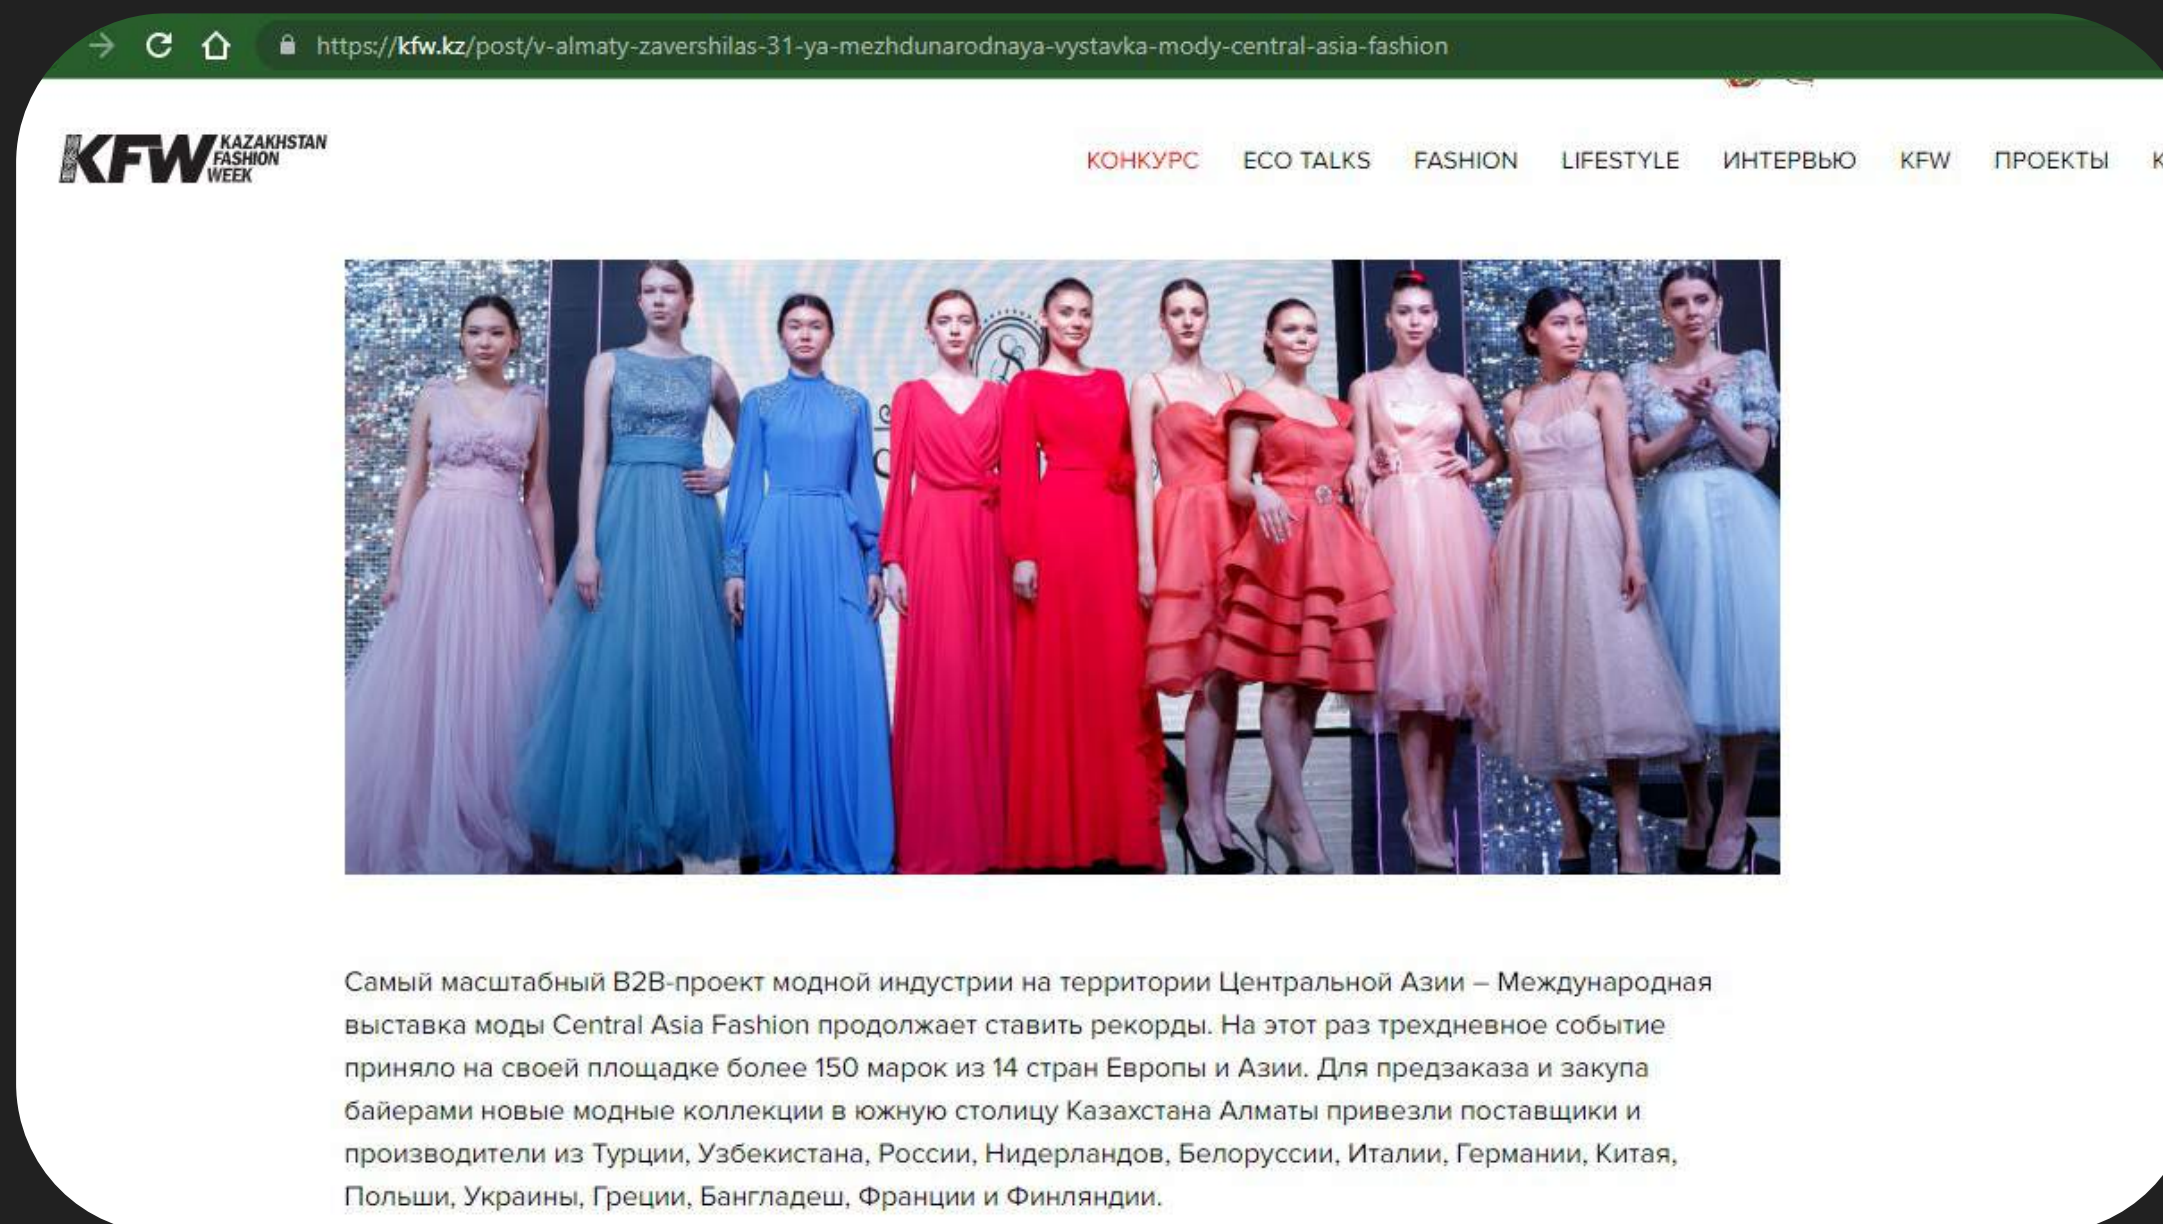 https://kfw.kz/post/v-almaty-zavershilas-31-ya-mezhdunarodnaya-vystavka-mody-central-asia-fashion
KFW KAZAKHSTAN
FASHION
WEEK
КОНКУРС ECO TALKS FASHION LIFESTYLE ИНТЕРВЬЮ KFW ПРОЕКТЫ
Самый масштабный B2B-проект модной индустрии на территории Центральной Азии – Международная
выставка моды Central Asia Fashion продолжает ставить рекорды. На этот раз трехдневное событие
приняло на своей площадке более 150 марок из 14 стран Европы и Азии. Для предзаказа и закупа
байерами новые модные коллекции в южную столицу Казахстана Алматы привезли поставщики и
производители из Турции, Узбекистана, России, Нидерландов, Белоруссии, Италии, Германии, Китая,
Польши, Украины, Греции, Бангладеш, Франции и Финляндии.